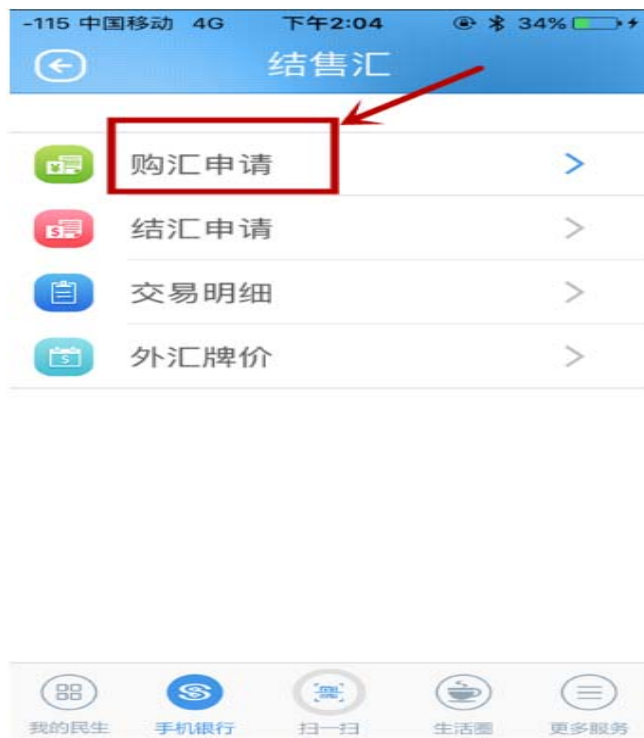 -115 中国移动 4G 下午2:04 34%
结售汇
购汇申请
结汇申请
交易明细
外汇牌价
我的民生 手机银行 扫一扫 生活圈 更多服务